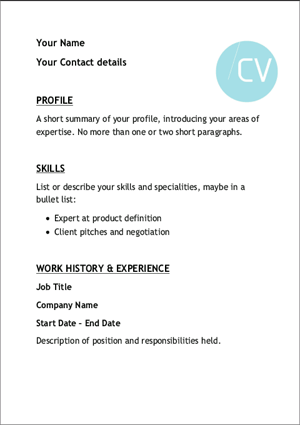 Your Name
Your Contact details
CV
PROFILE
A short summary of your profile, introducing your areas of
expertise. No more than one or two short paragraphs.
SKILLS
List or describe your skills and specialities, maybe in a
bullet list:
• Expert at product definition
• Client pitches and negotiation
WORK HISTORY & EXPERIENCE
Job Title
Company Name
Start Date - End Date
Description of position and responsibilities held.